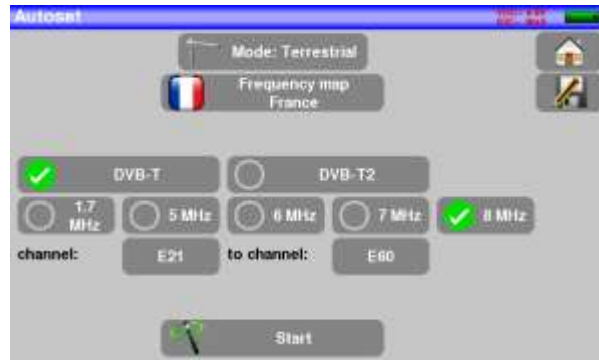 Autoset
Mode: Terrestrial
Frequency map
France
DVB-T
DVB-T2
1.7
MHz
5 MHz
6 MHz
7 MHz
8 MHz
channel:
E21
to channel:
E60
Start